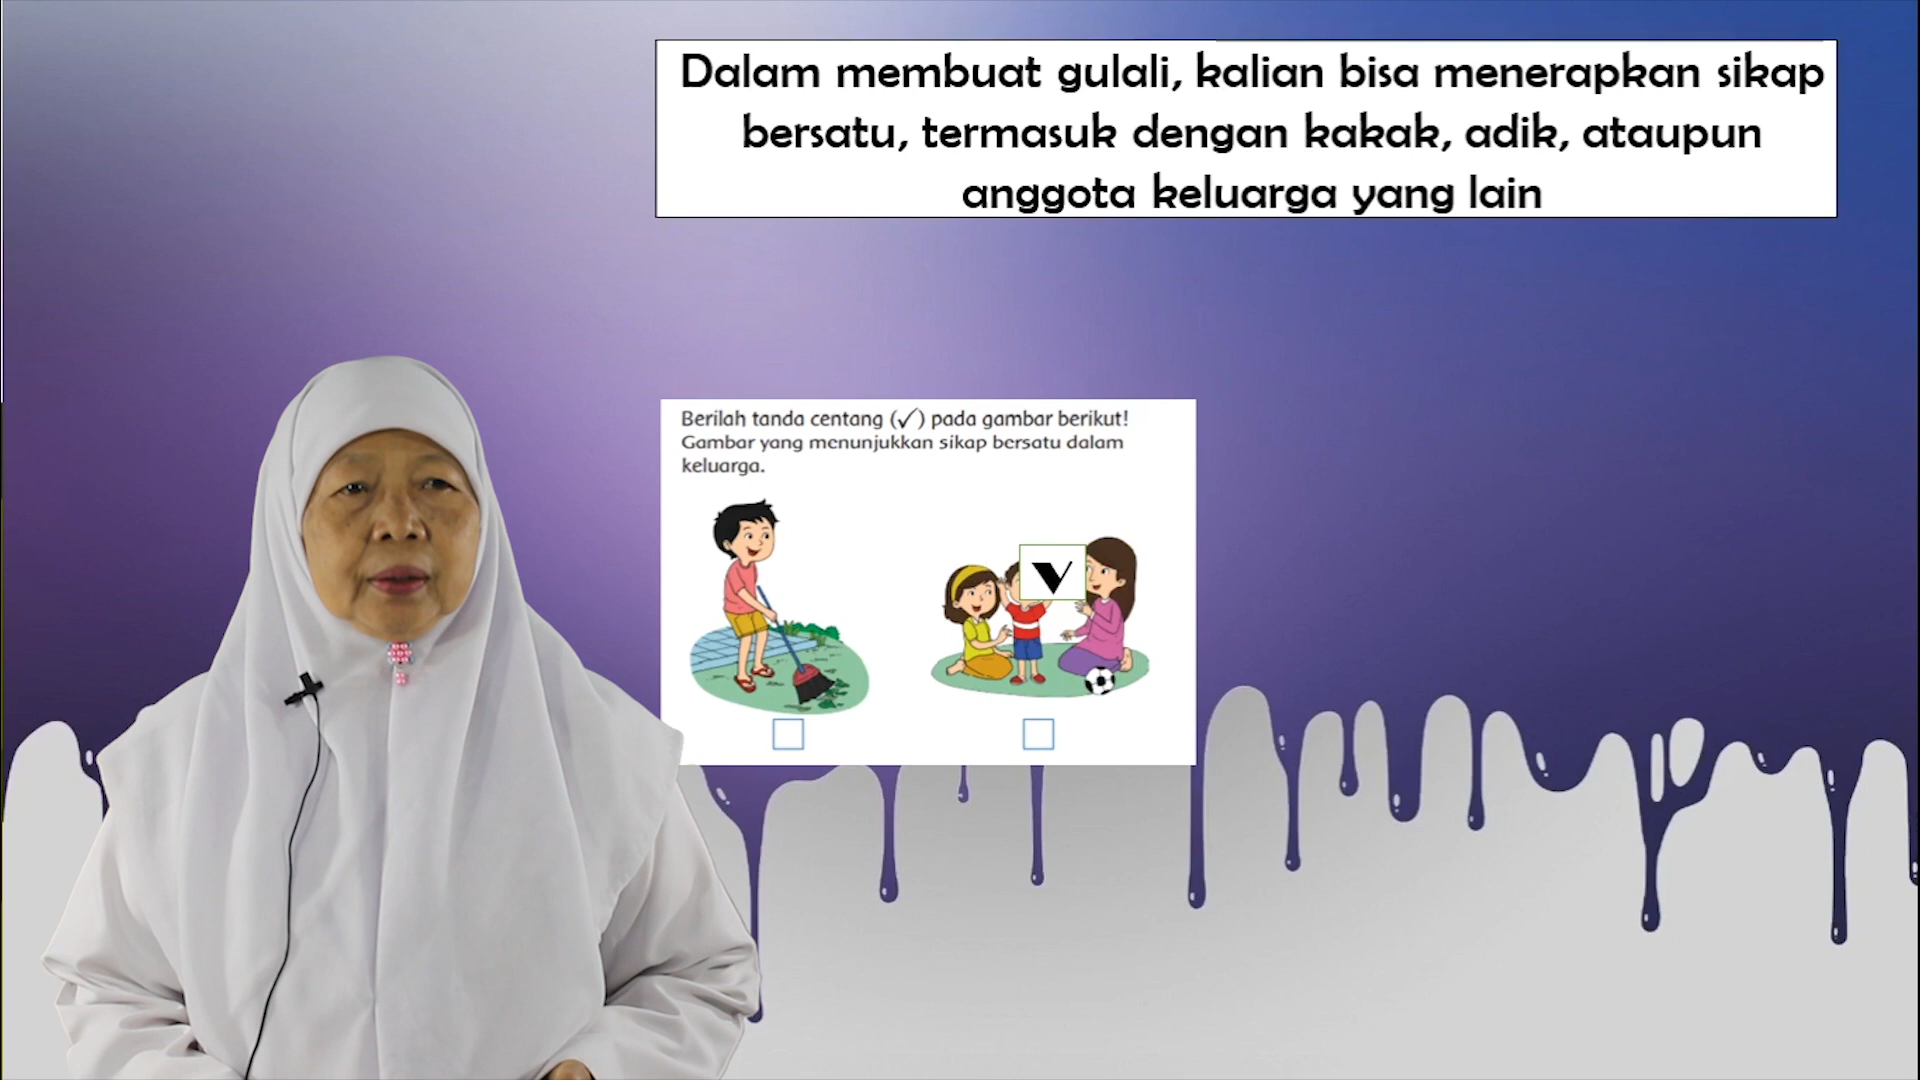 Dalam membuat gulali, kalian bisa menerapkan sikap
bersatu, termasuk dengan kakak, adik, ataupun
anggota keluarga yang lain
Berilah tanda centang (✓) pada gambar berikut!
Gambar yang menunjukkan sikap bersatu dalam
keluarga.